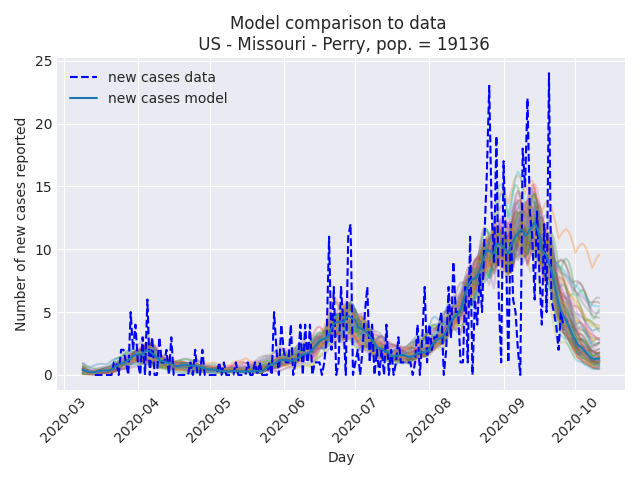 Model comparison to data
US - Missouri - Perry, pop. = 19136
new cases data
new cases model
Number of new cases reported
25
20
15
10
5
0
2020-03
2020-04
2020-05
2020-06
2020-07
2020-08
2020-09
2020-10
Day